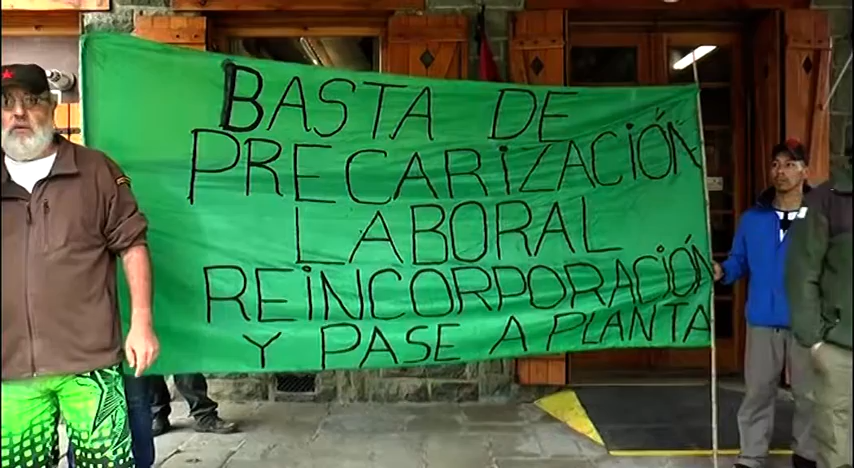 BASTA DE
PRECARIZACIÓN
LABORAL
REINCORPORACIÓN
Y PASE A PLANTA